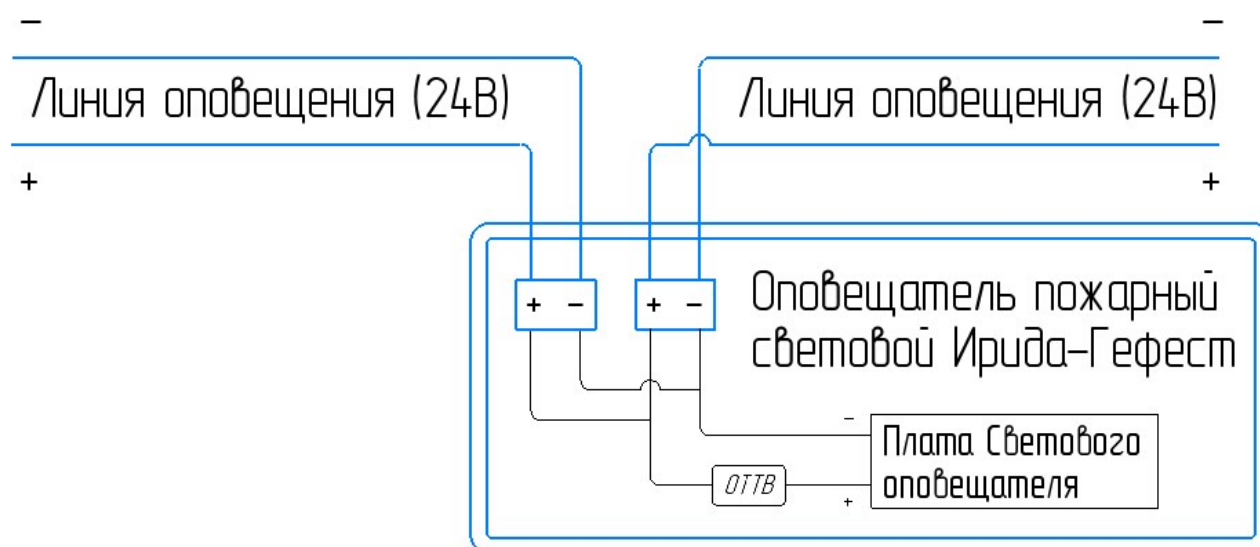 − −
Линия оповещения (24В) Линия оповещения (24В)
+ +
+ − + −
Оповещатель пожарный
световой Ирида-Гефест
−
Плата Светового
ОТТВ
оповещателя
+